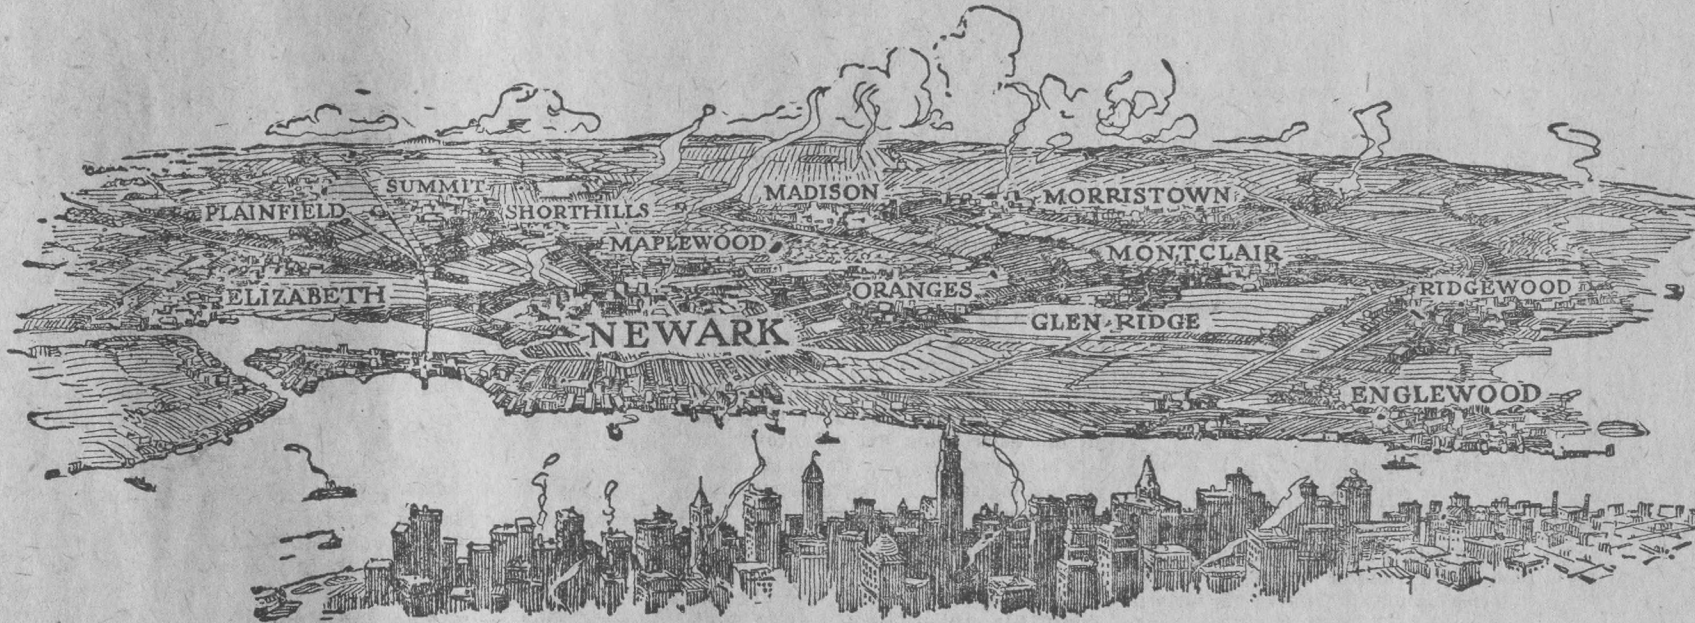 SUMMIT
MADISON
MORRISTOWN
PLAINFIELD
SHORTHILLS
MAPLEWOOD
MONTCLAIR
ELIZABETH
ORANGES
RIDGEWOOD
NEWARK
GLEN RIDGE
ENGLEWOOD